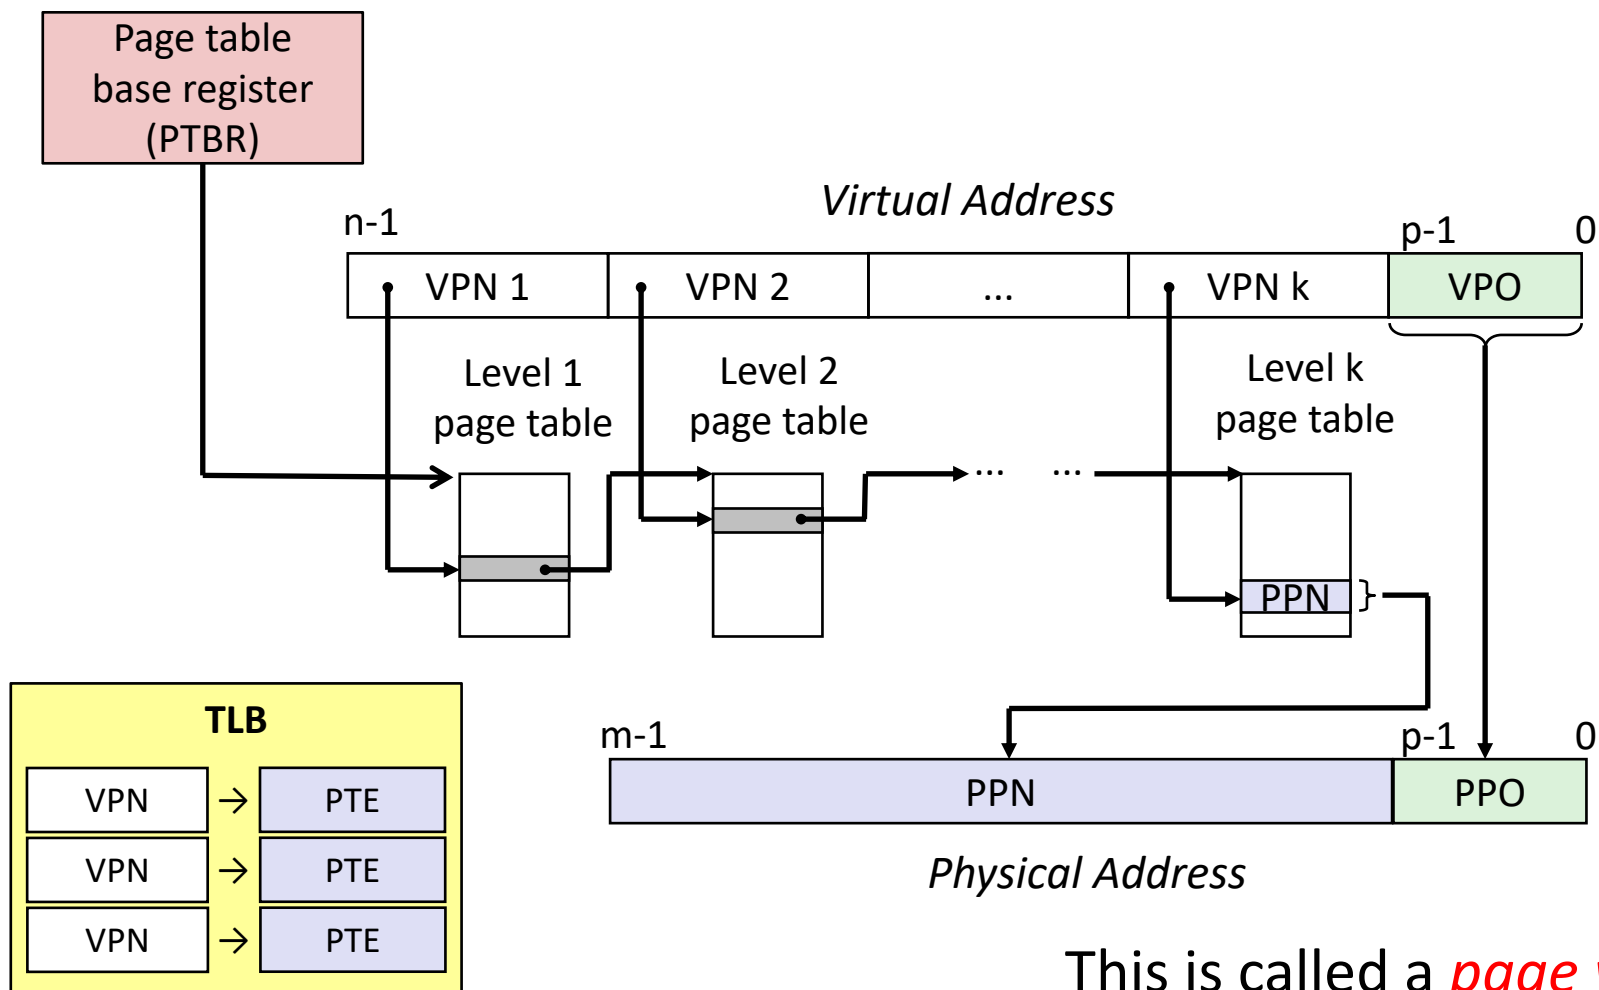 Page table
base register
(PTBR)
Virtual Address
n-1
p-1
0
VPN 1
VPN 2
...
VPN k
VPO
Level 1
page table
Level 2
page table
Level k
page table
...
...
PPN
TLB
VPN → PTE
VPN → PTE
VPN → PTE
m-1
p-1
0
PPN
PPO
Physical Address
This is called a page